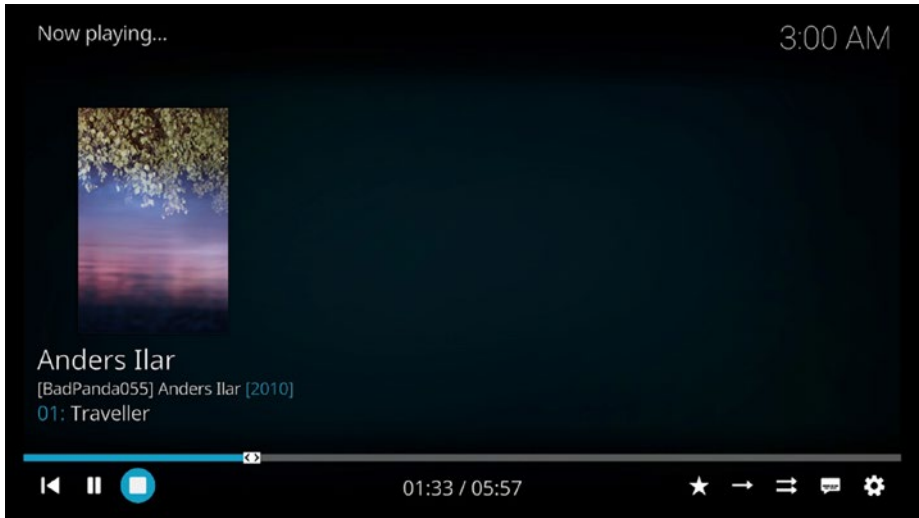 Now playing...
3:00 AM
Anders Ilar
[BadPanda055] Anders Ilar [2010]
01: Traveller
01:33 / 05:57